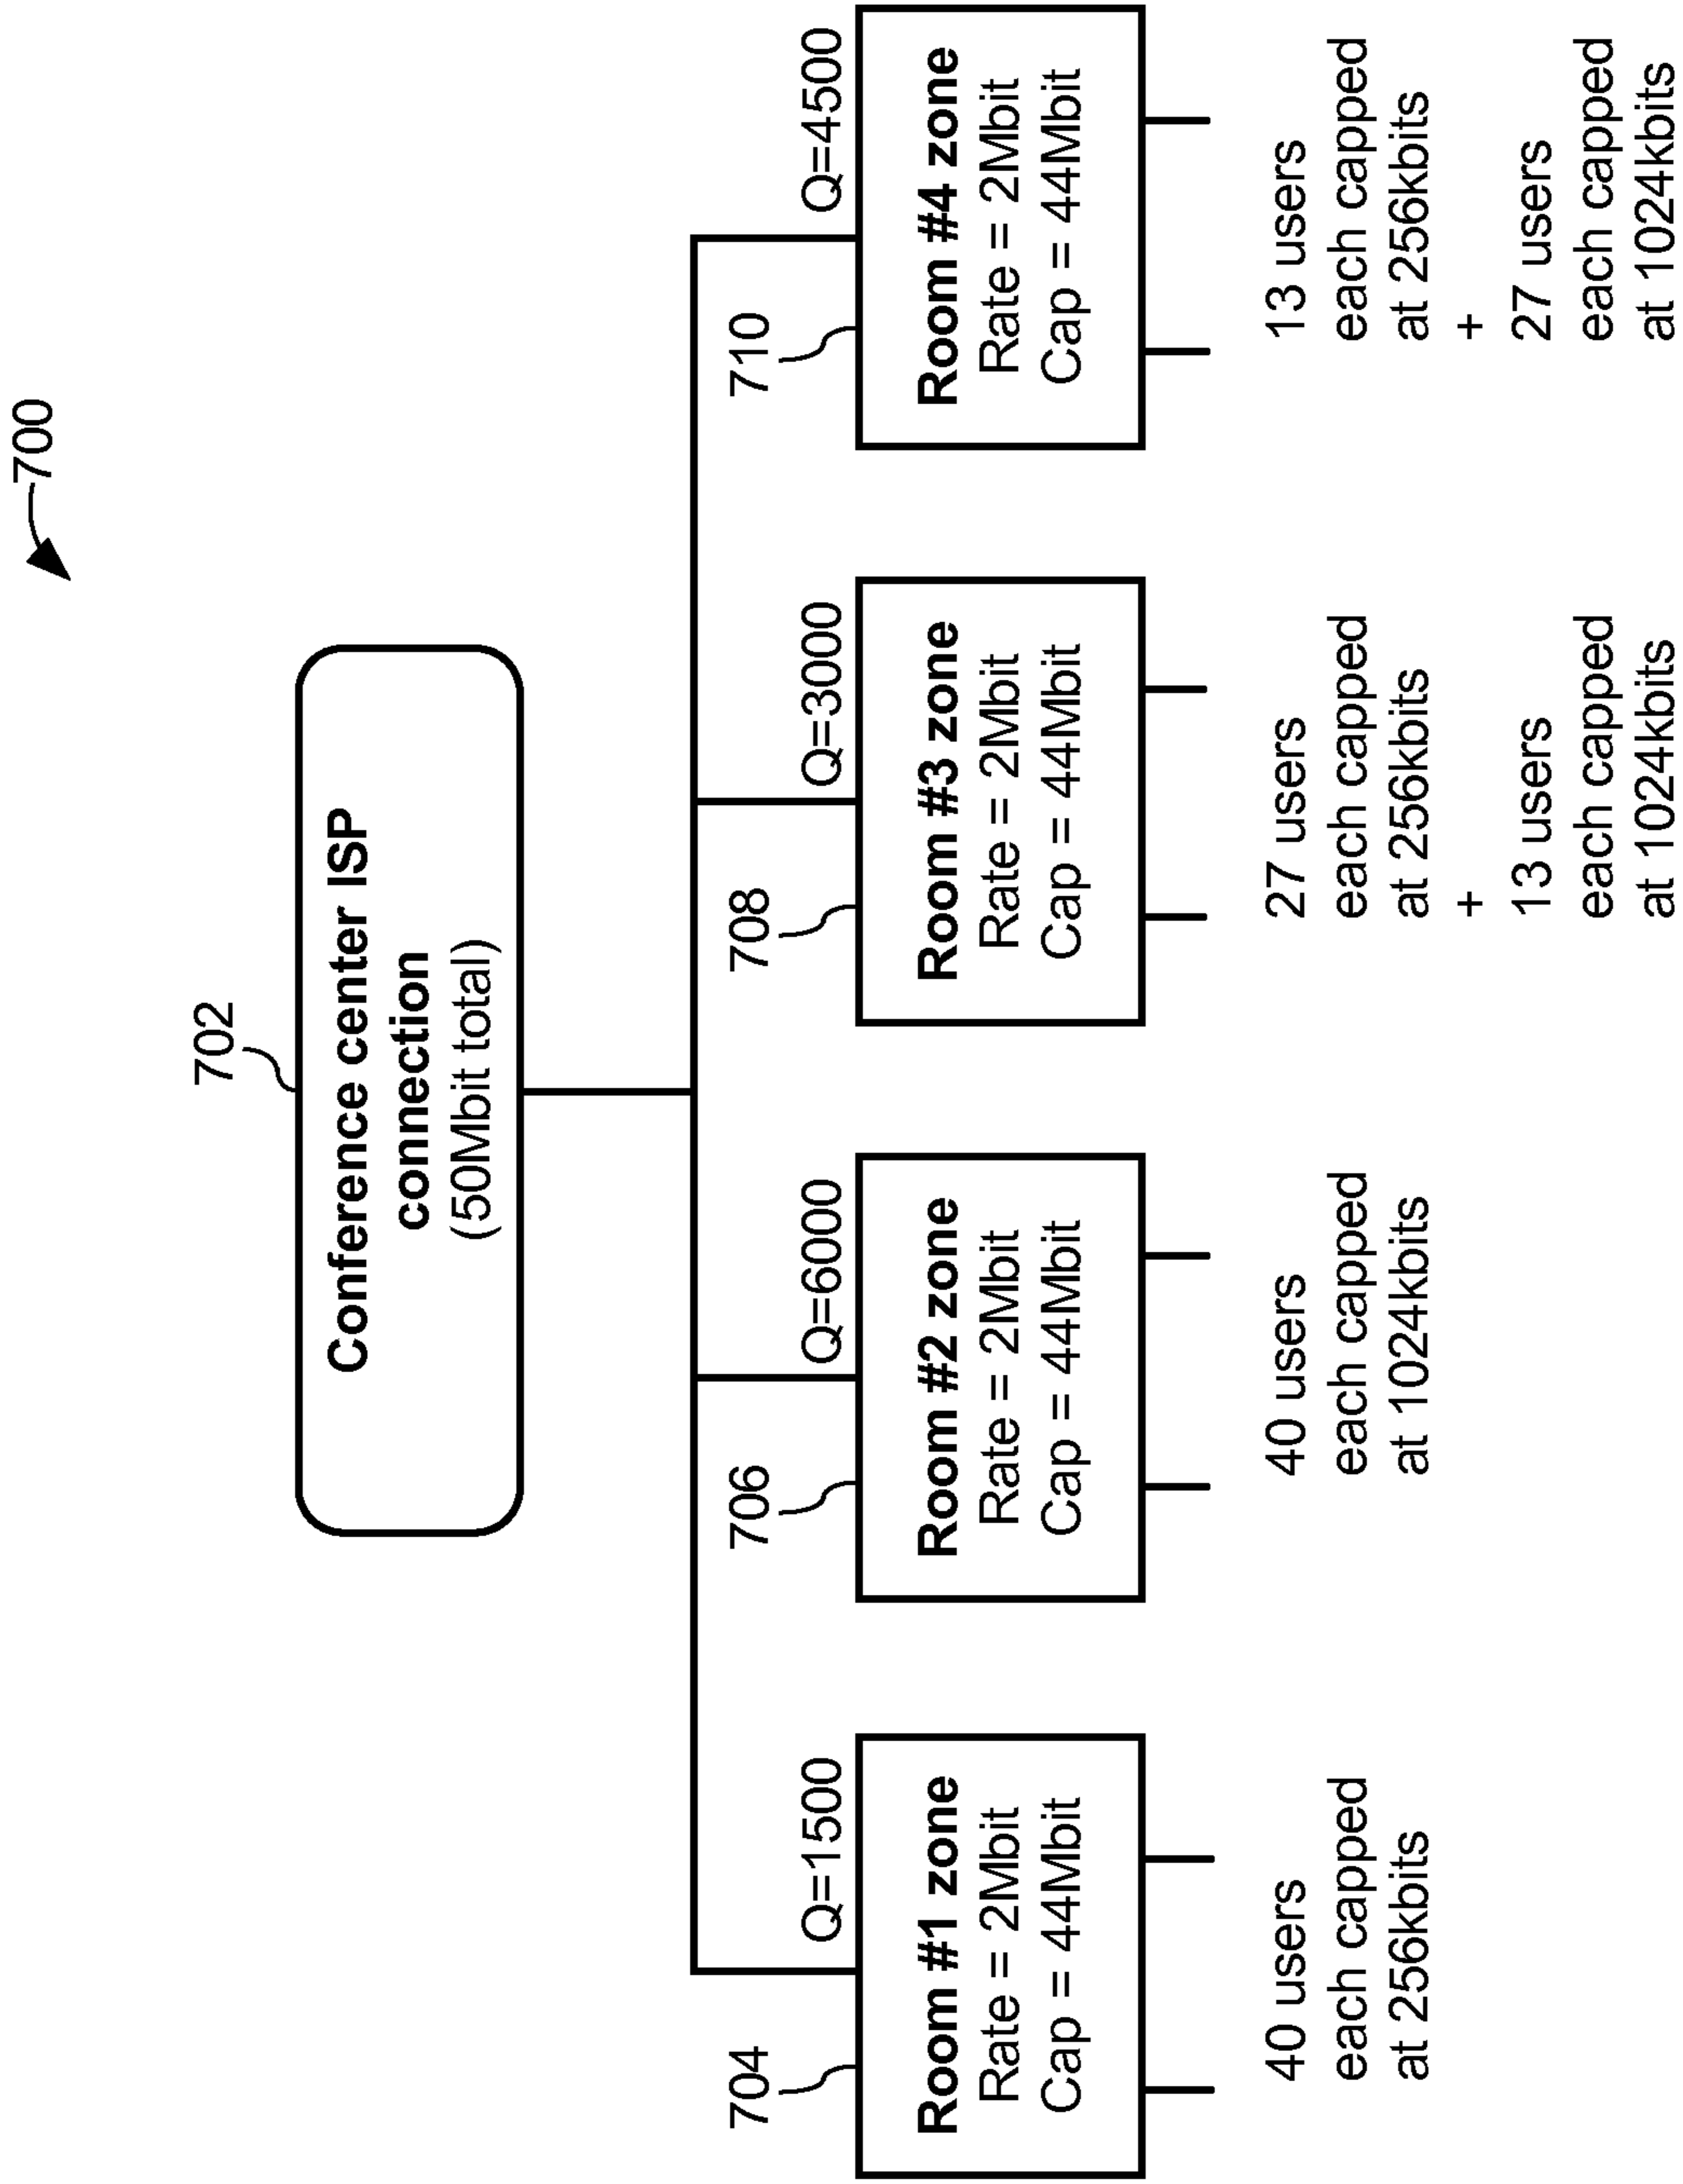 700
702
Conference center ISP
connection
(50Mbit total)
704
Q=1500
Room #1 zone
Rate = 2Mbit
Cap = 44Mbit
40 users
each capped
at 256kbits
706
Q=6000
Room #2 zone
Rate = 2Mbit
Cap = 44Mbit
40 users
each capped
at 1024kbits
708
Q=3000
Room #3 zone
Rate = 2Mbit
Cap = 44Mbit
27 users
each capped
at 256kbits
+
13 users
each capped
at 1024kbits
710
Q=4500
Room #4 zone
Rate = 2Mbit
Cap = 44Mbit
13 users
each capped
at 256kbits
+
27 users
each capped
at 1024kbits